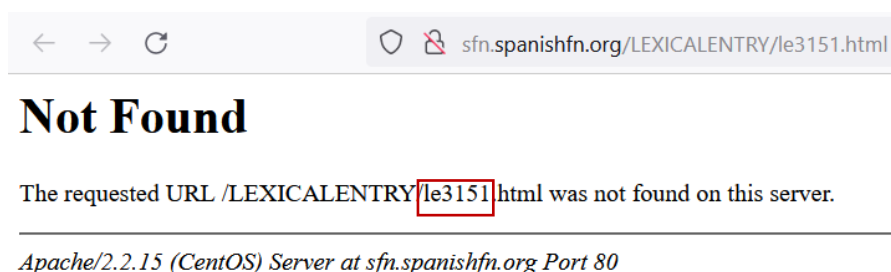 sfn.spanishfn.org/LEXICALENTRY/le3151.html
Not Found
The requested URL /LEXICALENTRY/le3151.html was not found on this server.
Apache/2.2.15 (CentOS) Server at sfn.spanishfn.org Port 80